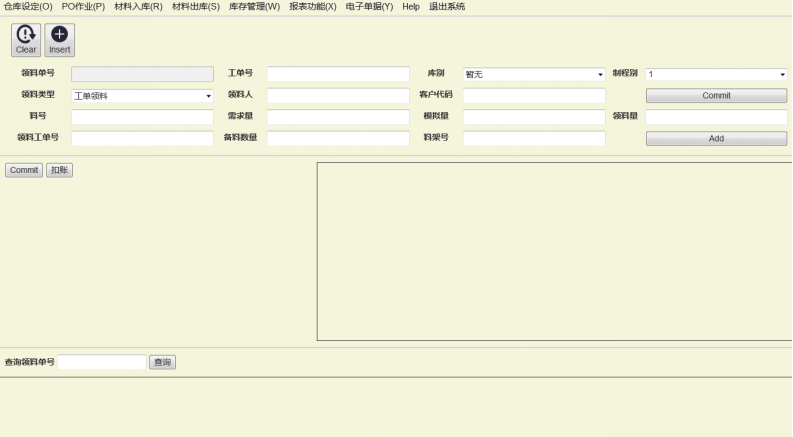 仓库设定(O) PO作业(P) 材料入库(R) 材料出库(S) 库存管理(W) 报表功能(X) 电子单据(Y) Help 退出系统
Clear Insert
领料单号 工单号 库别 暂无 制程别 1
领料类型 工单领料 领料人 客户代码 Commit
料号 需求量 模拟量 领料量
领料工单号 备料数量 料架号 Add
Commit 扣账
查询领料单号 查询